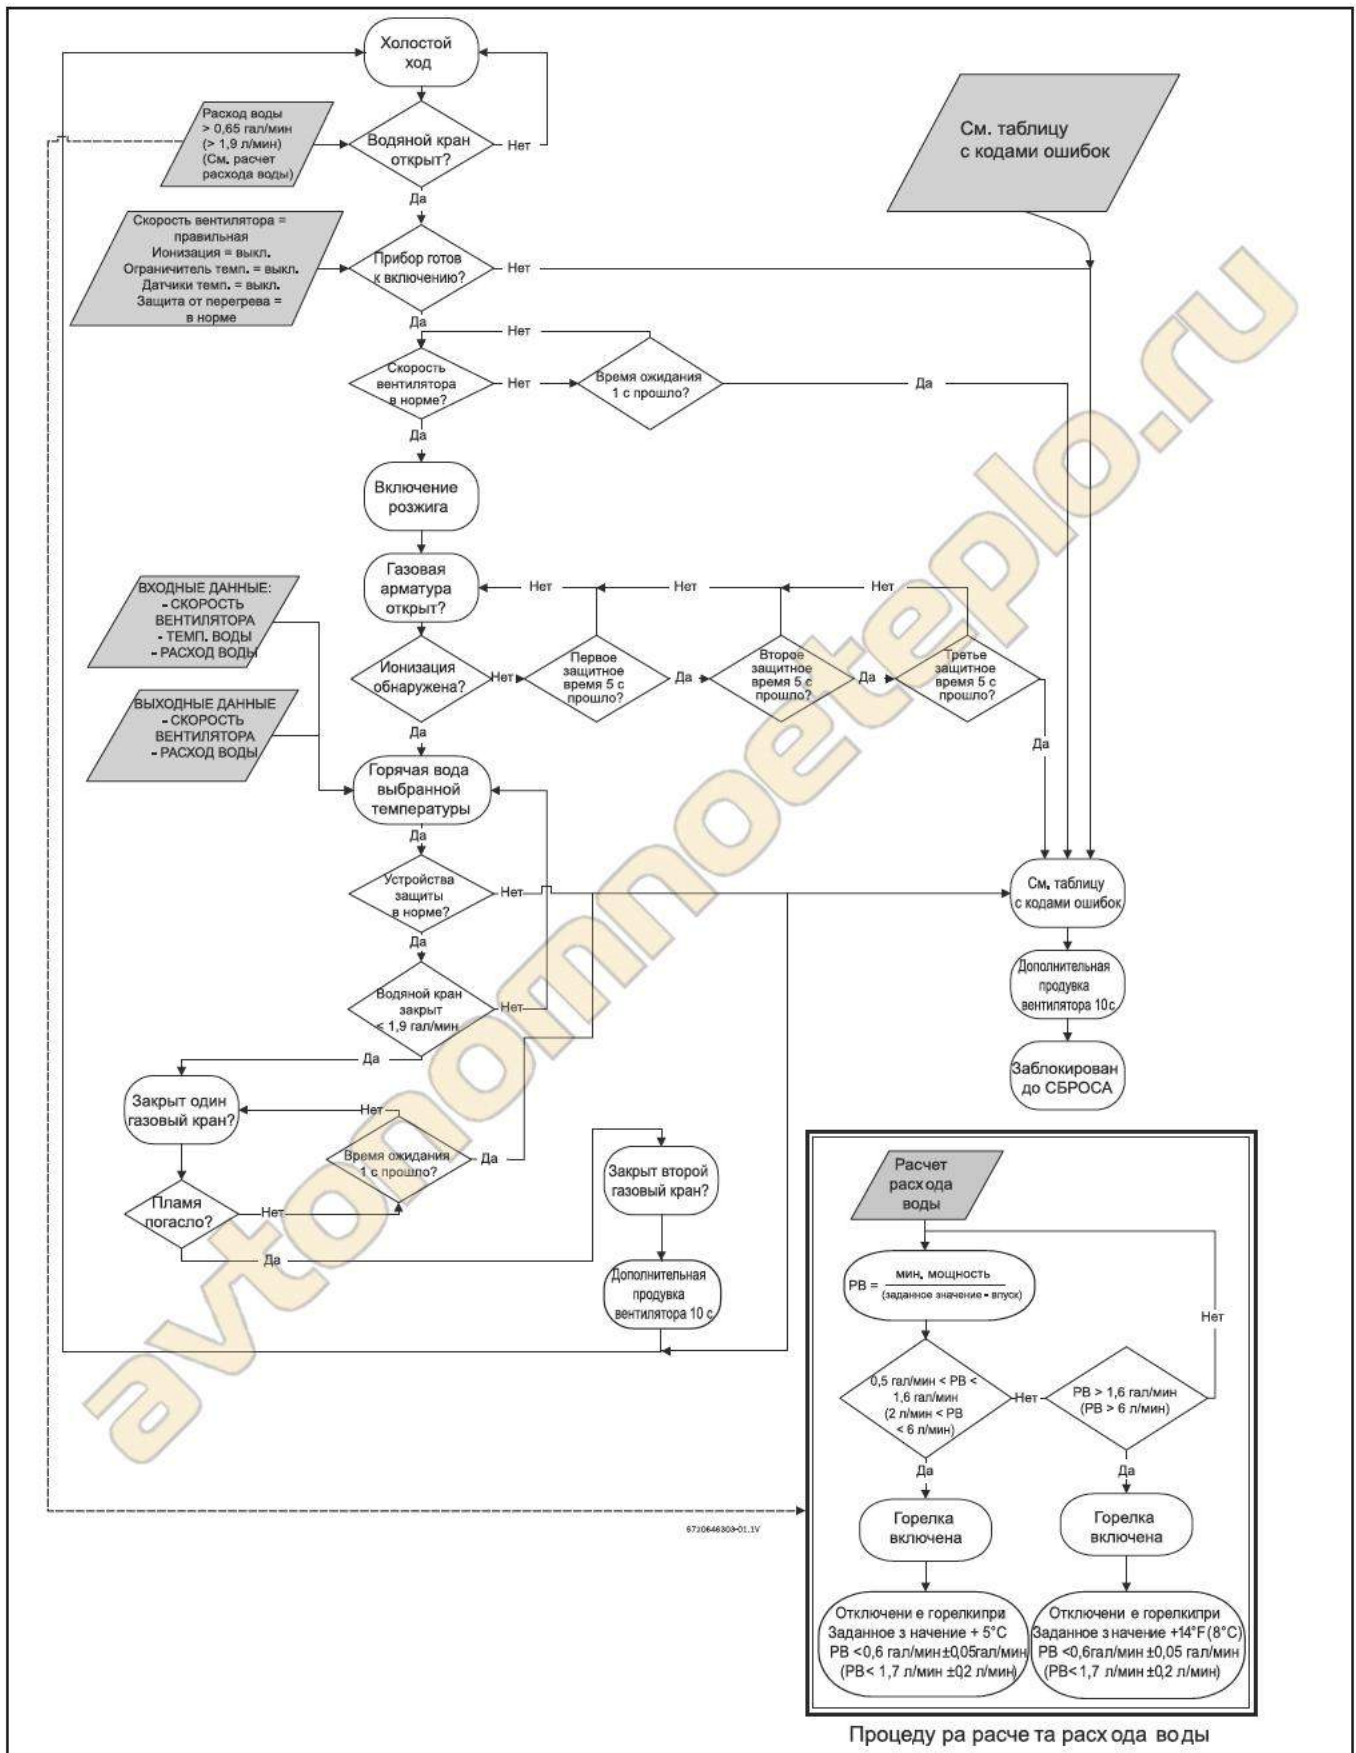 Холостой
ход
Расход воды
> 0,65 гал/мин
(> 1,9 л/мин)
(См. расчет
расхода воды)
Водяной кран
открыт?
Нет
Да
См. таблицу
с кодами ошибок
Скорость вентилятора =
правильная
Ионизация = выкл.
Ограничитель темп. = выкл.
Датчики темп. = выкл.
Защита от перегрева =
в норме
Прибор готов
к включению?
Нет
Да
Нет
Скорость
вентилятора
в норме?
Нет
Время ожидания
1 с прошло?
Да
Да
Включение
розжига
Газовая
арматура
открыт?
Нет
Нет
Нет
ВХОДНЫЕ ДАННЫЕ:
- СКОРОСТЬ
ВЕНТИЛЯТОРА
- ТЕМП. ВОДЫ
- РАСХОД ВОДЫ
Ионизация
обнаружена?
Нет
Первое
защитное
время 5 с
прошло?
Да
Второе
защитное
время 5 с
прошло?
Да
Третье
защитное
время 5 с
прошло?
Да
Да
ВЫХОДНЫЕ ДАННЫЕ
- СКОРОСТЬ
ВЕНТИЛЯТОРА
- РАСХОД ВОДЫ
Горячая вода
выбранной
температуры
Да
Устройства
защиты
в норме?
Нет
См. таблицу
с кодами ошибок
Да
Водяной кран
закрыт
< 1,9 гал/мин
Нет
Дополнительная
продувка
вентилятора 10 с
Да
Заблокирован
до СБРОСА
Закрыт один
газовый кран?
Нет
Время ожидания
1 с прошло?
Да
Пламя
погасло?
Нет
Да
Закрыт второй
газовый кран?
Дополнительная
продувка
вентилятора 10 с
Расчет
расхода
воды
РВ = мин. мощность
(заданное значение - впуск)
Нет
0,5 гал/мин < РВ <
1,6 гал/мин
(2 л/мин < РВ
< 6 л/мин)
Нет
РВ > 1,6 гал/мин
(РВ > 6 л/мин)
Да
Да
Горелка
включена
Горелка
включена
Отключени е горелкипри
Заданное з начение + 5°C
РВ <0,6 гал/мин±0,05гал/мин
(РВ< 1,7 л/мин ±0,2 л/мин)
Отключени е горелкипри
Заданное з начение +14°F(8°C)
РВ <0,6гал/мин ±0,05 гал/мин
(РВ< 1,7 л/мин ±0,2 л/мин)
6720646303-01.1V
Процеду ра расче та расх ода во ды
avtonomnoeteplo.ru